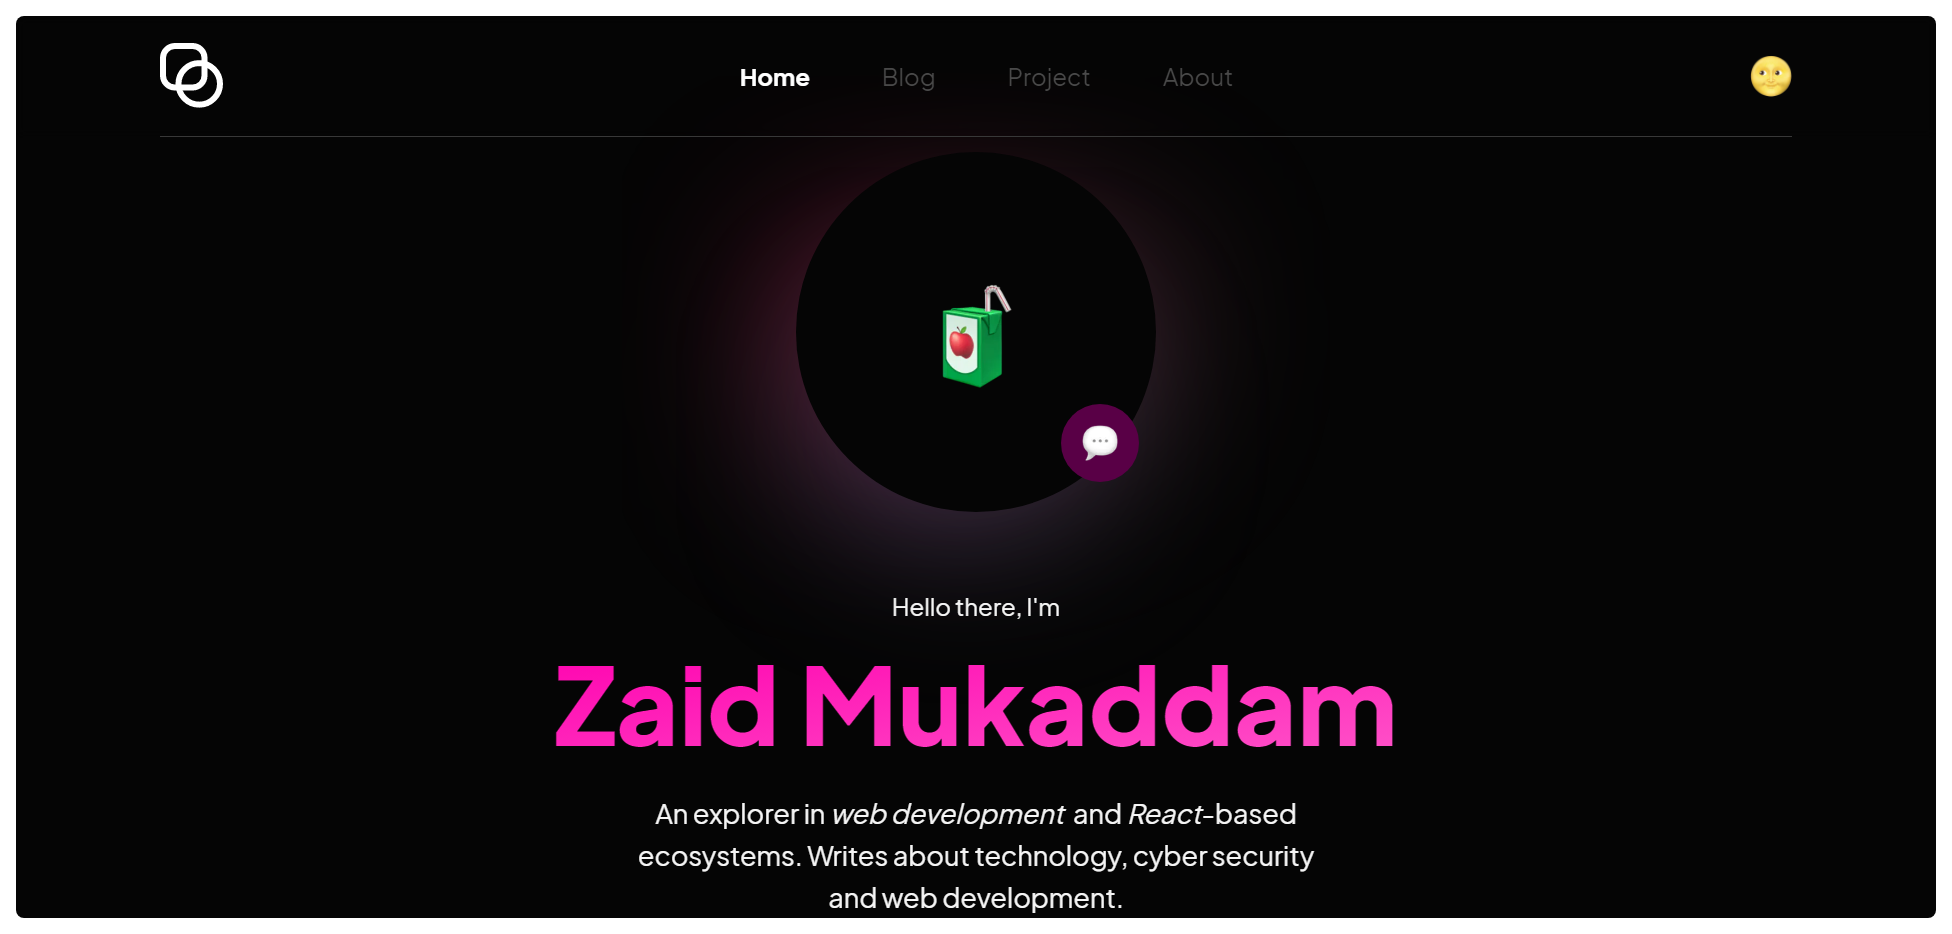 Home Blog Project About
Hello there, I'm
Zaid Mukaddam
An explorer in web development and React-based
ecosystems. Writes about technology, cyber security
and web development.